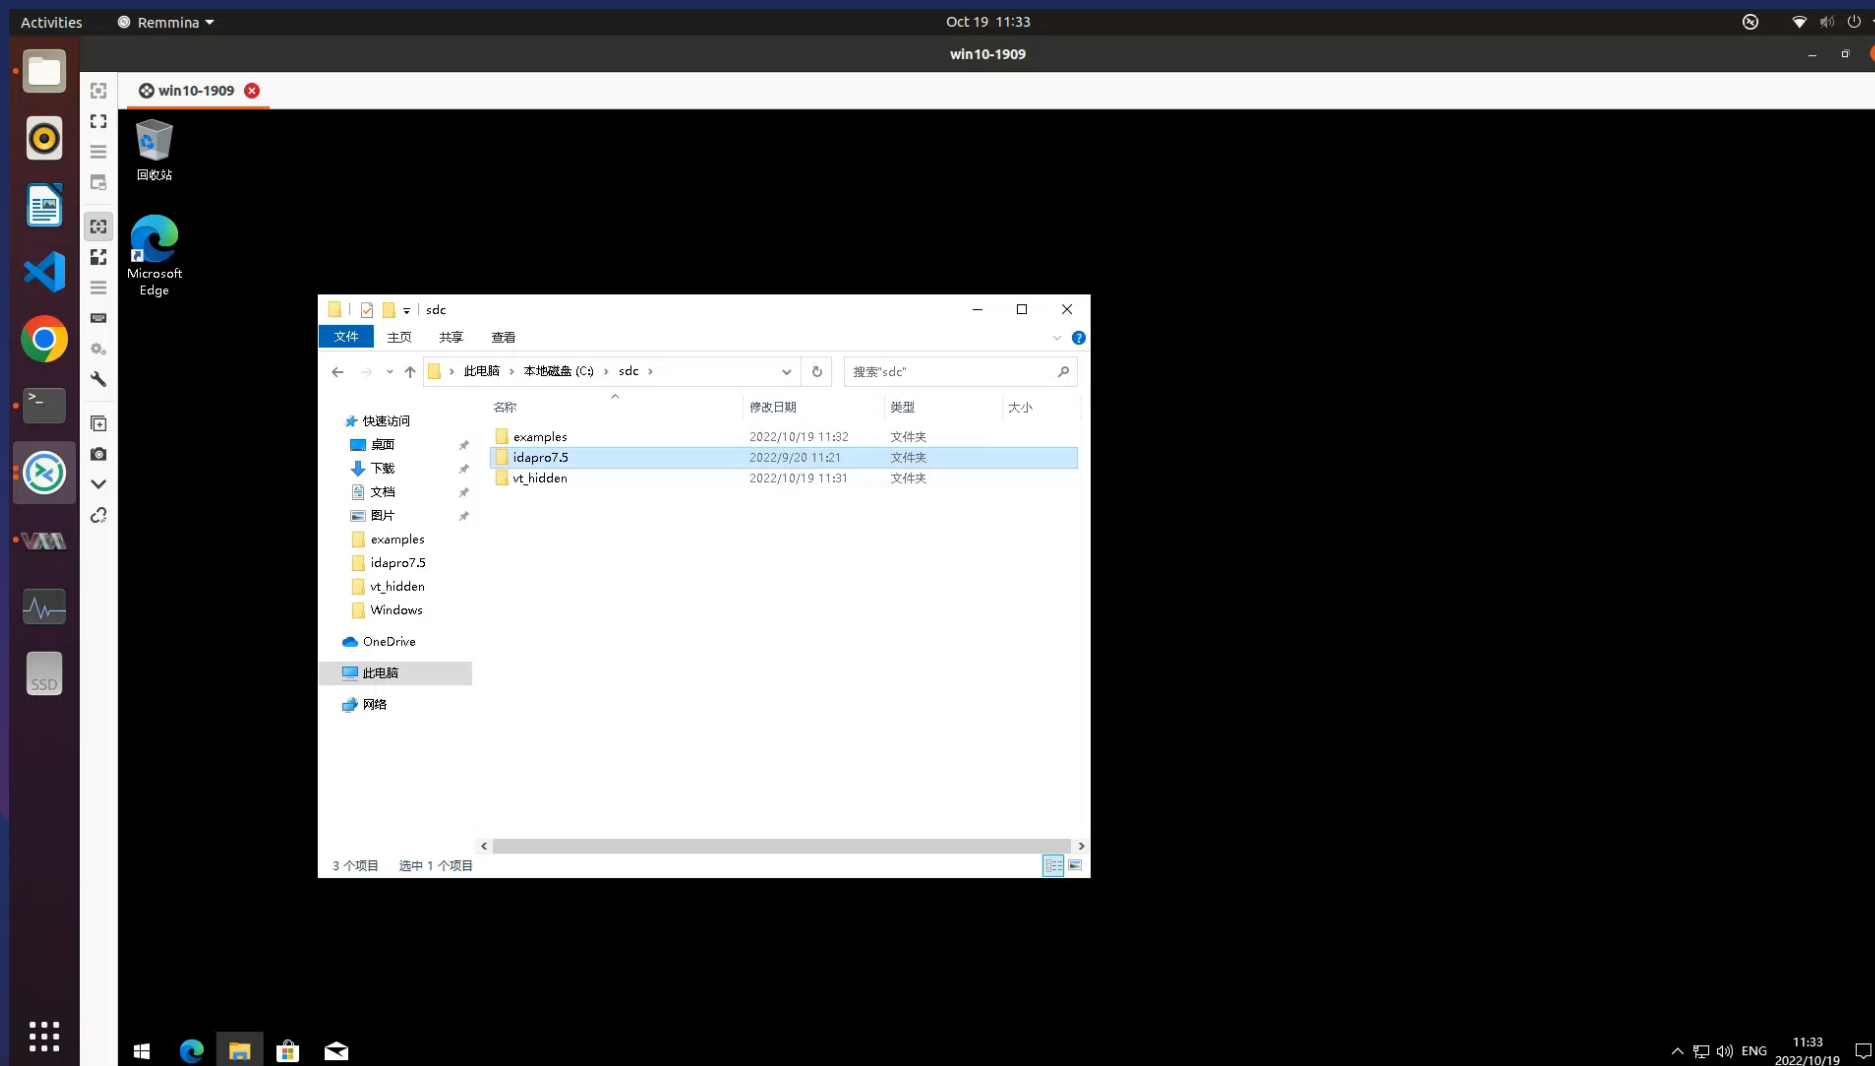 Activities
Remmina
Oct 19 11:33
win10-1909
win10-1909
回收站
Microsoft
Edge
sdc
文件
主页
共享
查看
此电脑
本地磁盘 (C:)
sdc
搜索"sdc"
名称
修改日期
类型
大小
快速访问
桌面
下载
文档
图片
examples
idapro7.5
vt_hidden
Windows
OneDrive
此电脑
网络
examples 2022/10/19 11:32 文件夹
idapro7.5 2022/9/20 11:21 文件夹
vt_hidden 2022/10/19 11:31 文件夹
3 个项目
选中 1 个项目
SSD
ENG
11:33
2022/10/19